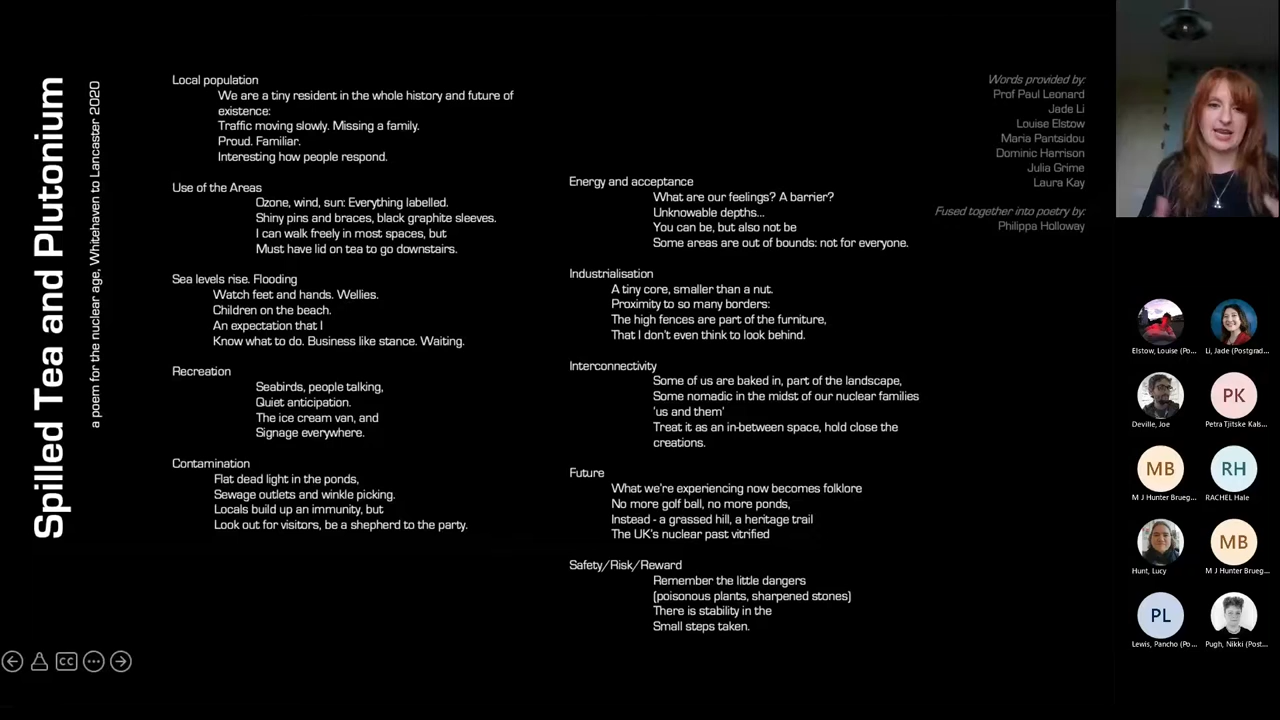 Spilled Tea and Plutonium
a poem for the nuclear age, Whitehaven to Lancaster 2020
Local population
We are a tiny resident in the whole history and future of
existence:
Traffic moving slowly. Missing a family.
Proud. Familiar.
Interesting how people respond.
Use of the Areas
Ozone, wind, sun: Everything labelled.
Shiny pins and braces, black graphite sleeves.
I can walk freely in most spaces, but
Must have lid on tea to go downstairs.
Sea levels rise. Flooding
Watch feet and hands. Wellies.
Children on the beach.
An expectation that I
Know what to do. Business like stance. Waiting.
Recreation
Seabirds, people talking,
Quiet anticipation.
The ice cream van, and
Signage everywhere.
Contamination
Flat dead light in the ponds,
Sewage outlets and winkle picking.
Locals build up an immunity, but
Look out for visitors, be a shepherd to the party.
Energy and acceptance
What are our feelings? A barrier?
Unknowable depths...
You can be, but also not be
Some areas are out of bounds: not for everyone.
Industrialisation
A tiny core, smaller than a nut.
Proximity to so many borders:
The high fences are part of the furniture,
That I don't even think to look behind.
Interconnectivity
Some of us are baked in, part of the landscape,
Some nomadic in the midst of our nuclear families
'us and them'
Treat it as an in-between space, hold close the
creations.
Future
What we're experiencing now becomes folklore
No more golf ball, no more ponds,
Instead - a grassed hill, a heritage trail
The UK's nuclear past vitrified
Safety/Risk/Reward
Remember the little dangers
(poisonous plants, sharpened stones)
There is stability in the
Small steps taken.
Words provided by:
Prof Paul Leonard
Jade Li
Louise Elstow
Maria Pantsidou
Dominic Harrison
Julia Grime
Laura Kay
Fused together into poetry by:
Philippa Holloway
Elstow, Louise (Po...
Li, Jade (Postgrad...
Deville, Joe
PK
Petra Tjitske Kals...
MB
M J Hunter Brueg...
RH
RACHEL Hale
Hunt, Lucy
MB
M J Hunter Brueg...
PL
Lewis, Pancho (Po...
Pugh, Nikki (Post...
CC